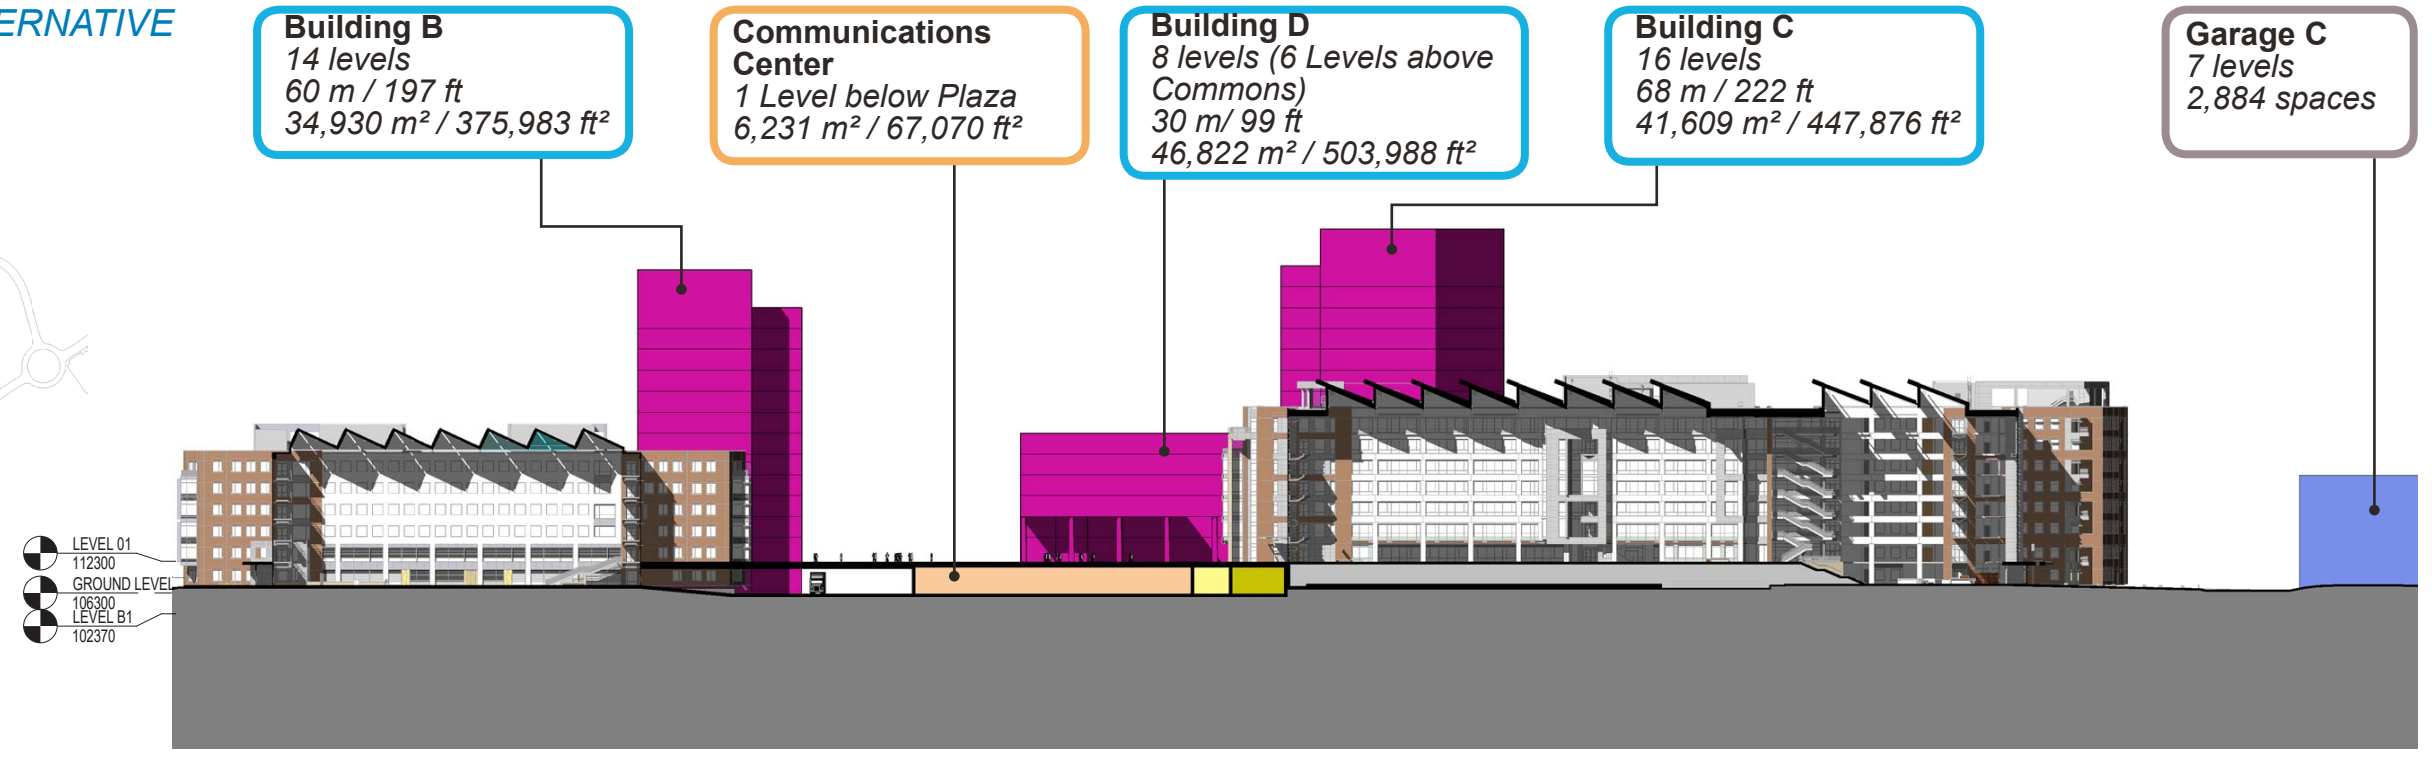 ERNATIVE
Building B
14 levels
60 m / 197 ft
34,930 m² / 375,983 ft²
Communications
Center
1 Level below Plaza
6,231 m² / 67,070 ft²
Building D
8 levels (6 Levels above
Commons)
30 m/ 99 ft
46,822 m² / 503,988 ft²
Building C
16 levels
68 m / 222 ft
41,609 m² / 447,876 ft²
Garage C
7 levels
2,884 spaces
LEVEL 01
112300
GROUND LEVEL
106300
LEVEL B1
102370